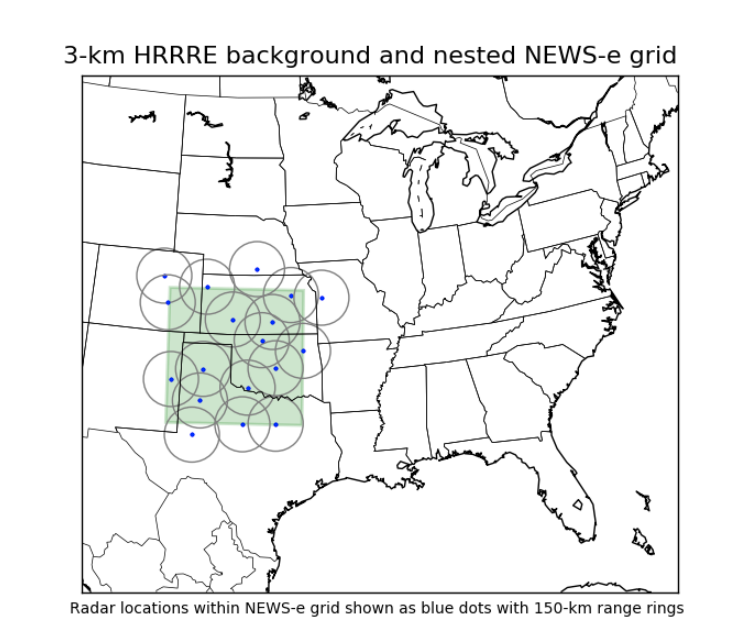 3-km HRRRE background and nested NEWS-e grid
Radar locations within NEWS-e grid shown as blue dots with 150-km range rings